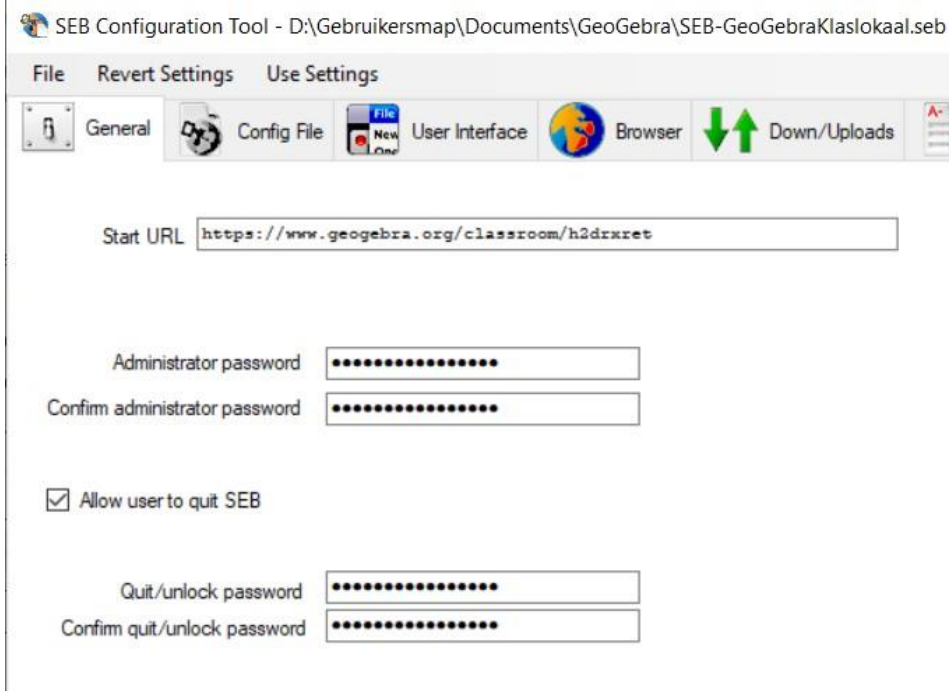 SEB Configuration Tool - D:\Gebruikersmap\Documents\GeoGebra\SEB-GeoGebraKlaslokaal.seb
File Revert Settings Use Settings
General Config File User Interface Browser Down/Uploads
Start URL https://www.geogebra.org/classroom/h2drxret
Administrator password ••••••••••••••••
Confirm administrator password ••••••••••••••••
Allow user to quit SEB
Quit/unlock password ••••••••••••••••
Confirm quit/unlock password ••••••••••••••••